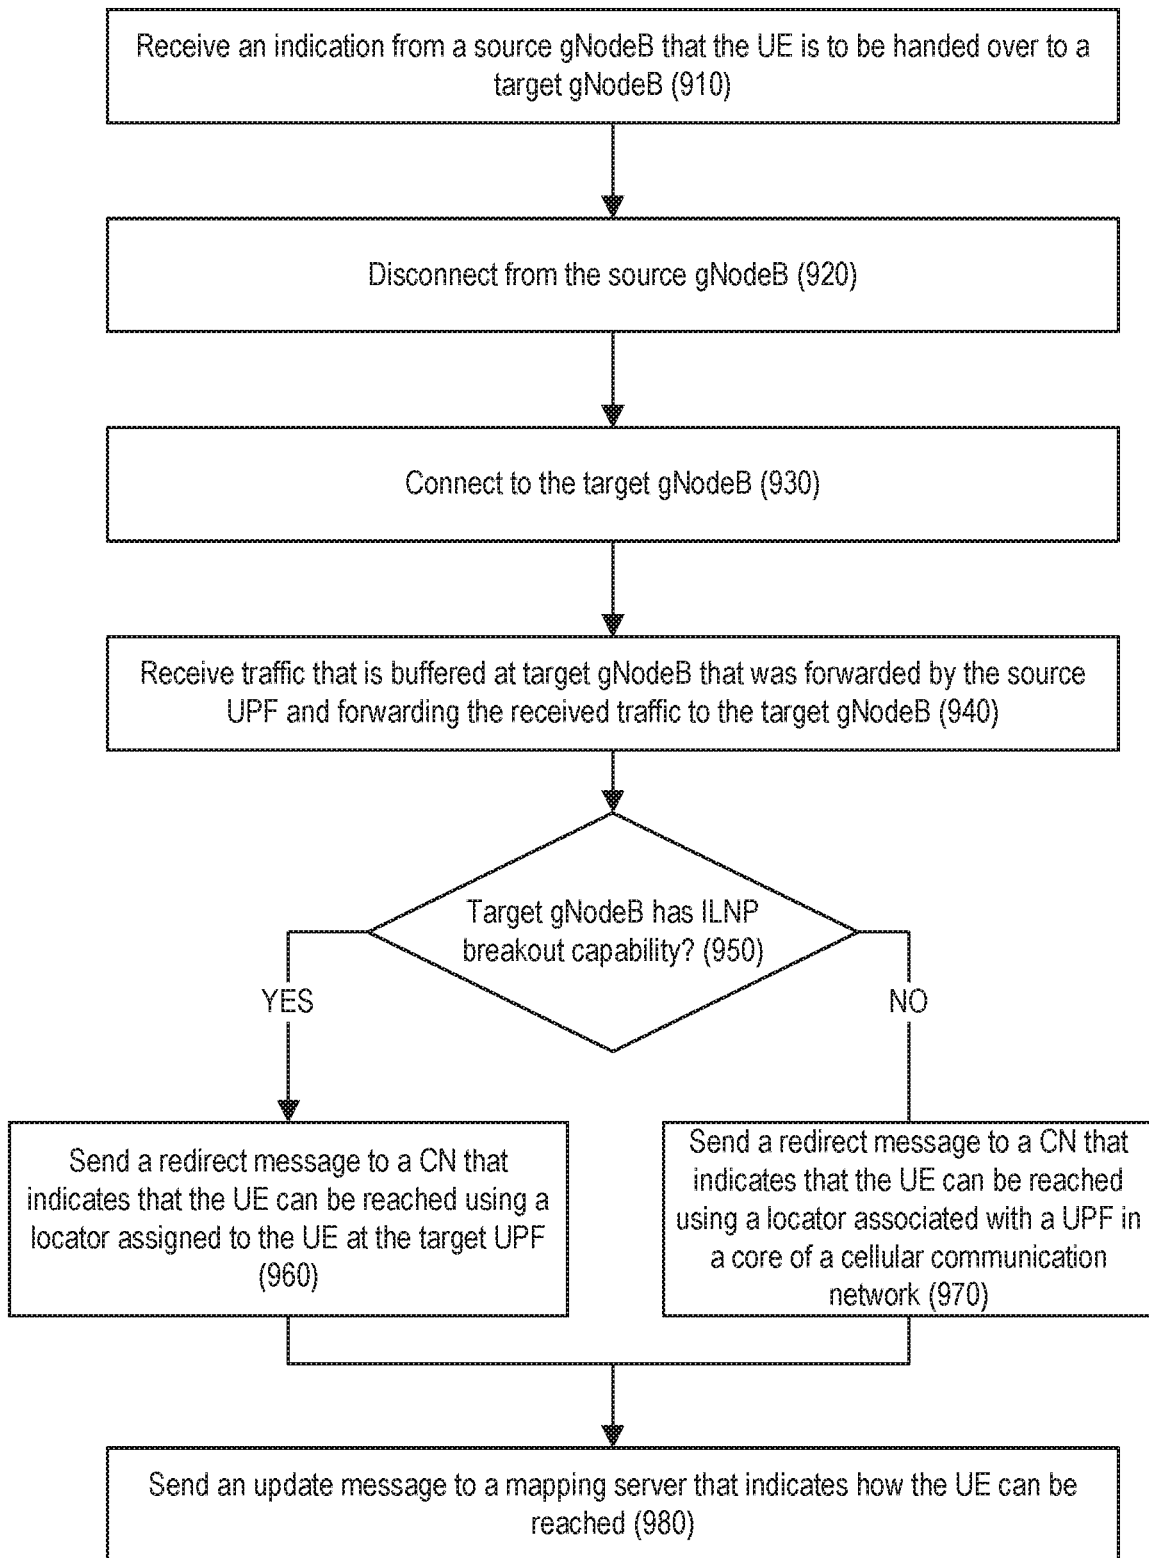 Receive an indication from a source gNodeB that the UE is to be handed over to a
target gNodeB (910)
Disconnect from the source gNodeB (920)
Connect to the target gNodeB (930)
Receive traffic that is buffered at target gNodeB that was forwarded by the source
UPF and forwarding the received traffic to the target gNodeB (940)
Target gNodeB has ILNP
breakout capability? (950)
YES
NO
Send a redirect message to a CN that
indicates that the UE can be reached using a
locator assigned to the UE at the target UPF
(960)
Send a redirect message to a CN that
indicates that the UE can be reached
using a locator associated with a UPF in
a core of a cellular communication
network (970)
Send an update message to a mapping server that indicates how the UE can be
reached (980)